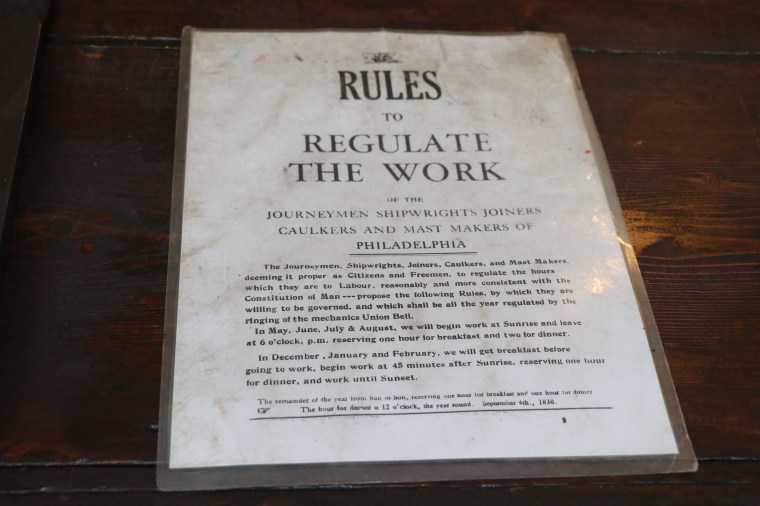 RULES
TO
REGULATE
THE WORK
OF THE
JOURNEYMEN SHIPWRIGHTS JOINERS
CAULKERS AND MAST MAKERS OF
PHILADELPHIA
The Journeymen, Shipwrights, Joiners, Caulkers, and Mast Makers,
deeming it proper as Citizens and Freemen, to regulate the hours
which they are to Labour, reasonably and more consistent with the
Constitution of Man---propose the following Rules, by which they are
willing to be governed, and which shall be all the year regulated by the
ringing of the mechanics Union Bell.
In May, June, July & August, we will begin work at Sunrise and leave
at 6 o'clock, p.m. reserving one hour for breakfast and two for dinner.
In December, January and February, we will get breakfast before
going to work, begin work at 45 minutes after Sunrise, reserving one hour
for dinner, and work until Sunset.
The remainder of the year from Sun to Sun, reserving one hour for breakfast and one hour for dinner
The hour for dinner is 12 o'clock, the year round. September 4th., 1830.